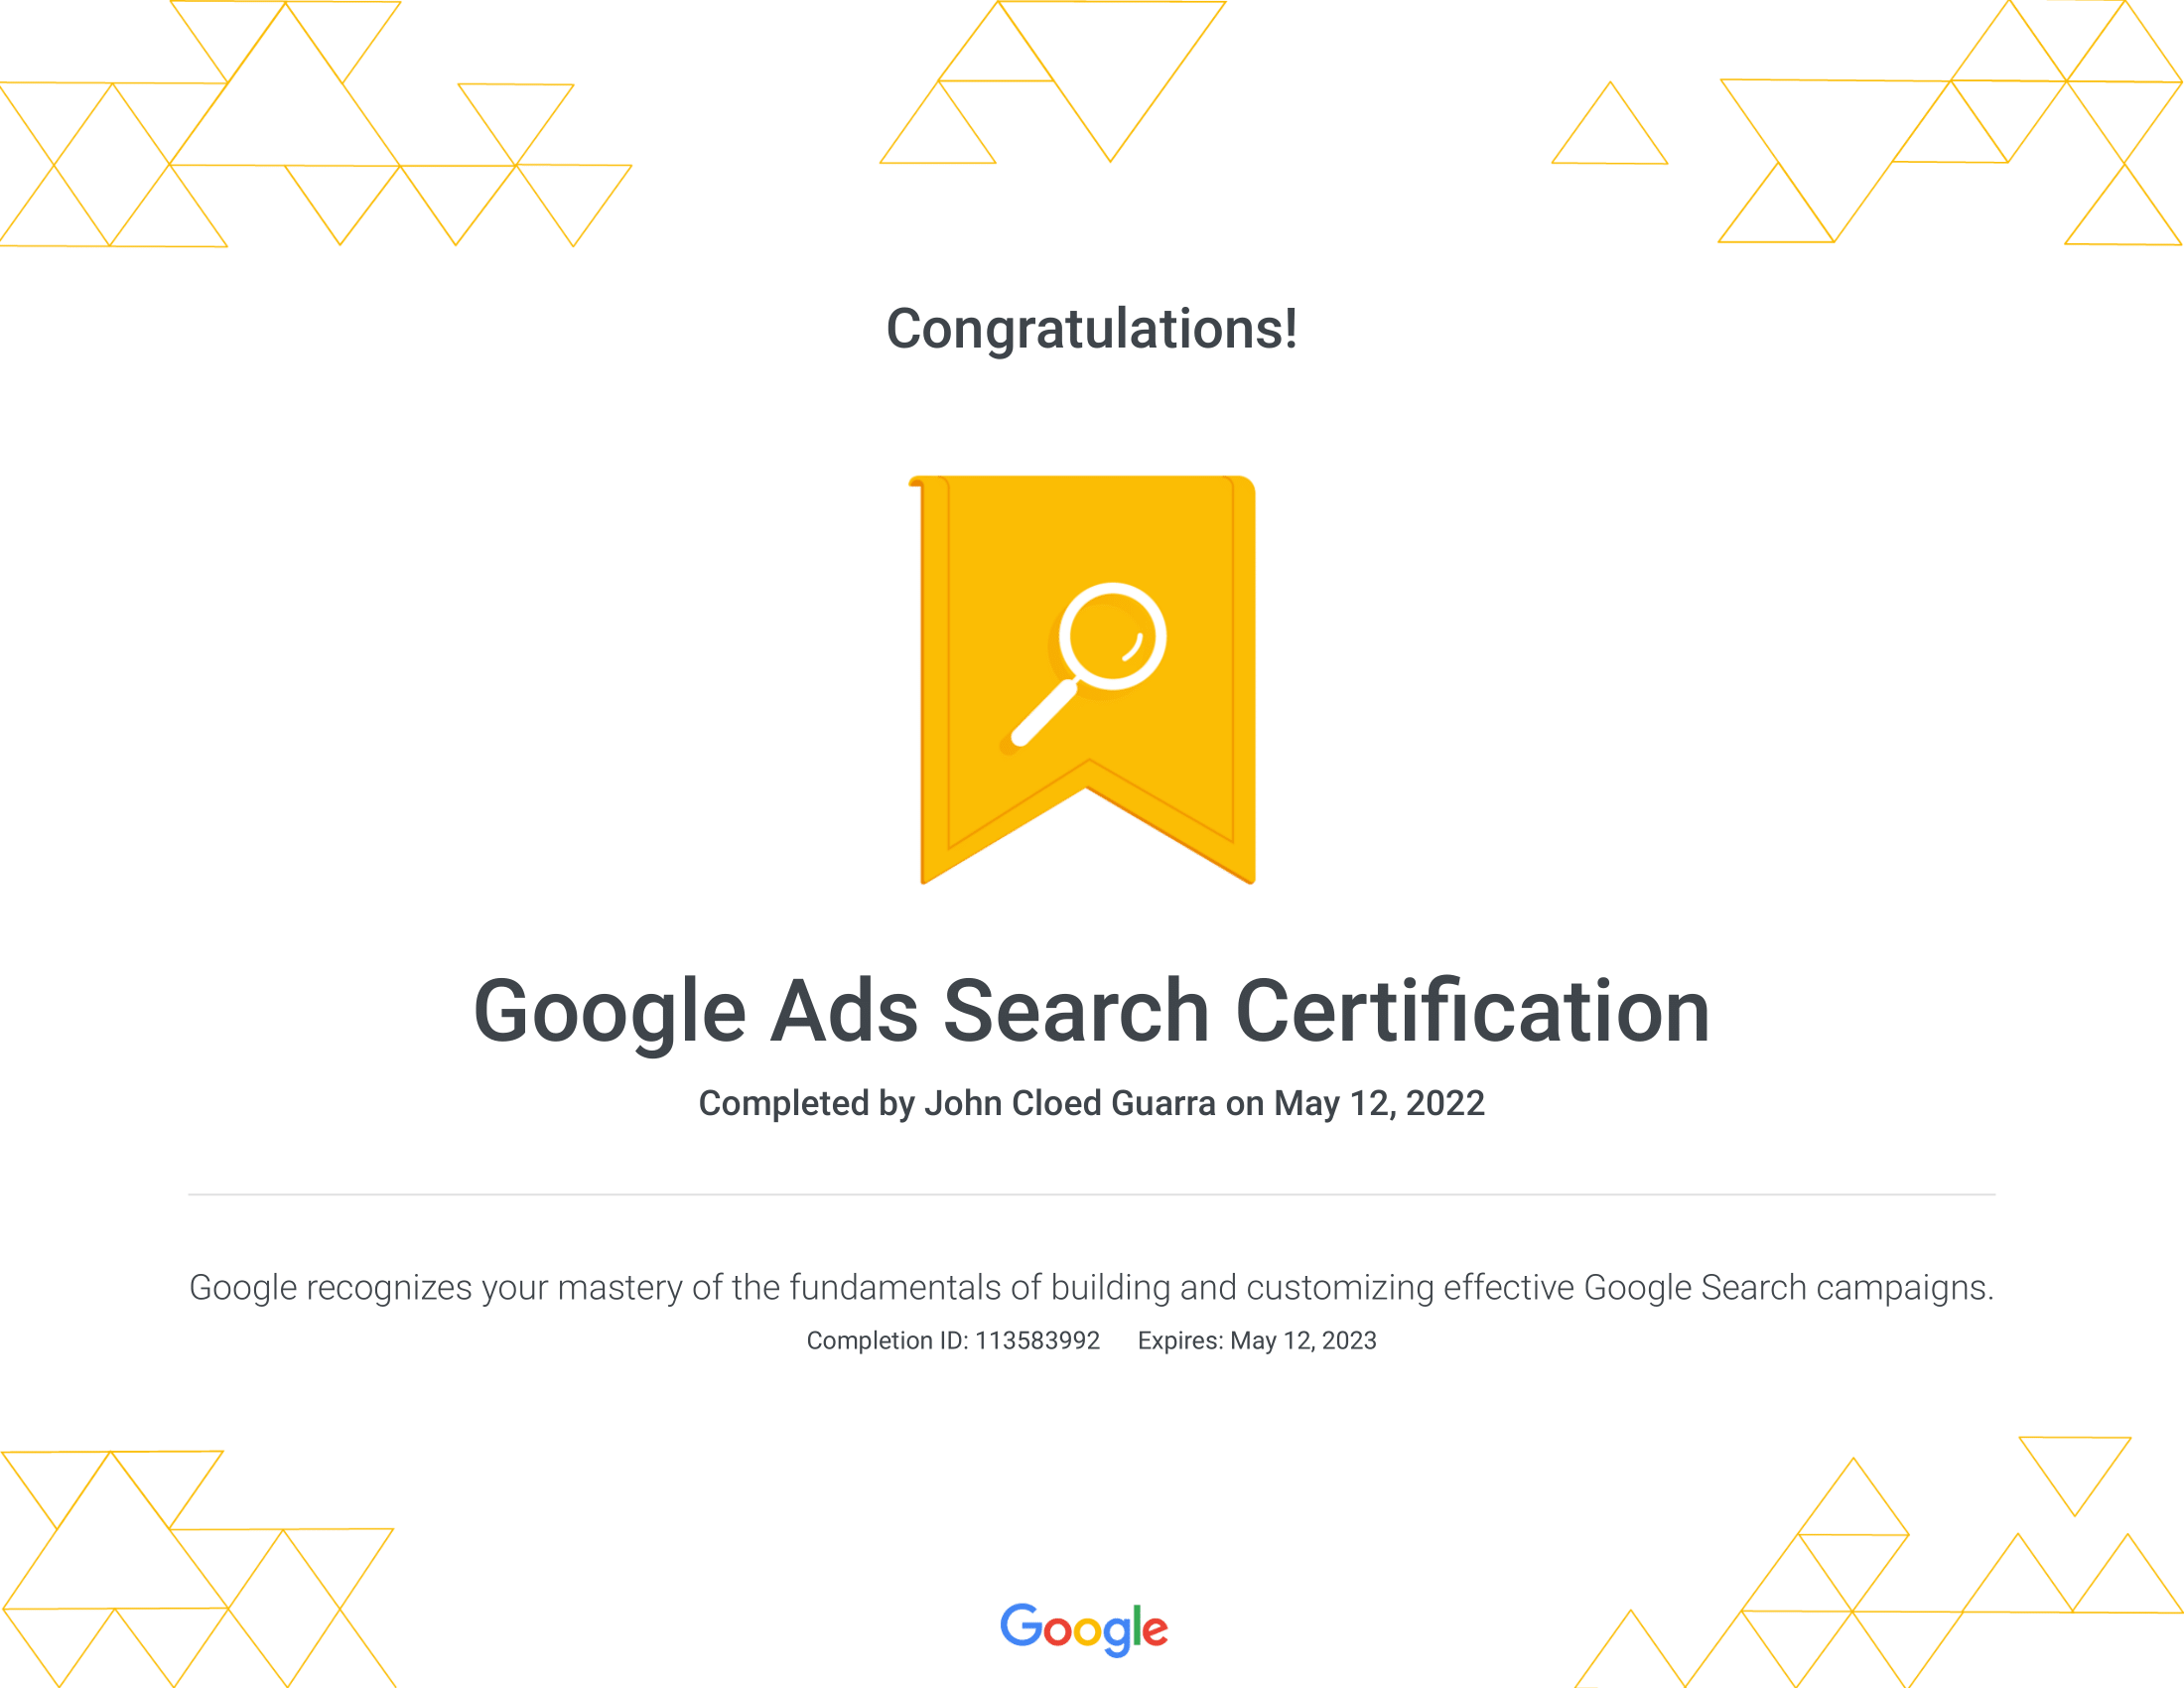 Congratulations!
Google Ads Search Certification
Completed by John Cloed Guarra on May 12, 2022
Google recognizes your mastery of the fundamentals of building and customizing effective Google Search campaigns.
Completion ID: 113583992 Expires: May 12, 2023
Google